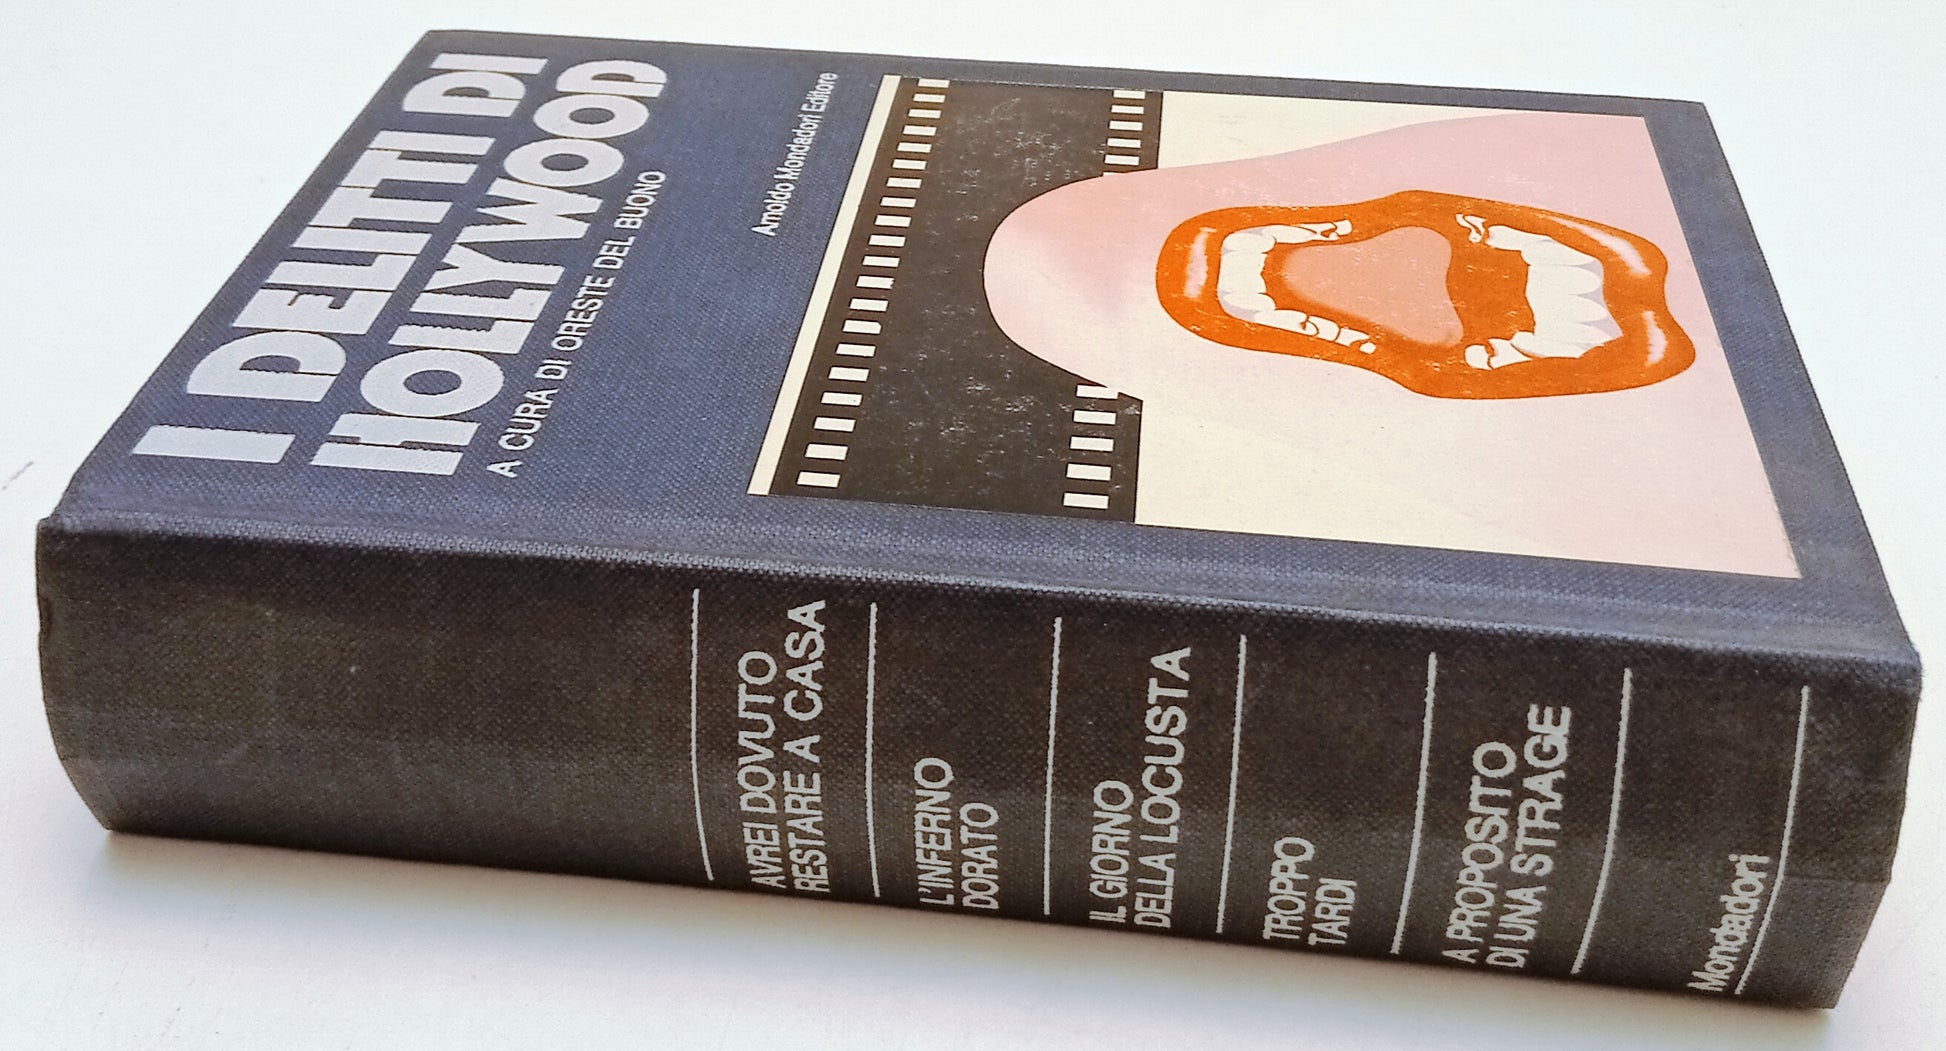 I DELITTI DI
HOLLYWOOD
A CURA DI ORESTE DEL BUONO
Arnoldo Mondadori Editore
AVREI DOVUTO
RESTARE A CASA
L'INFERNO
DORATO
IL GIORNO
DELLA LOCUSTA
TROPPO
TARDI
A PROPOSITO
DI UNA STRAGE
Mondadori